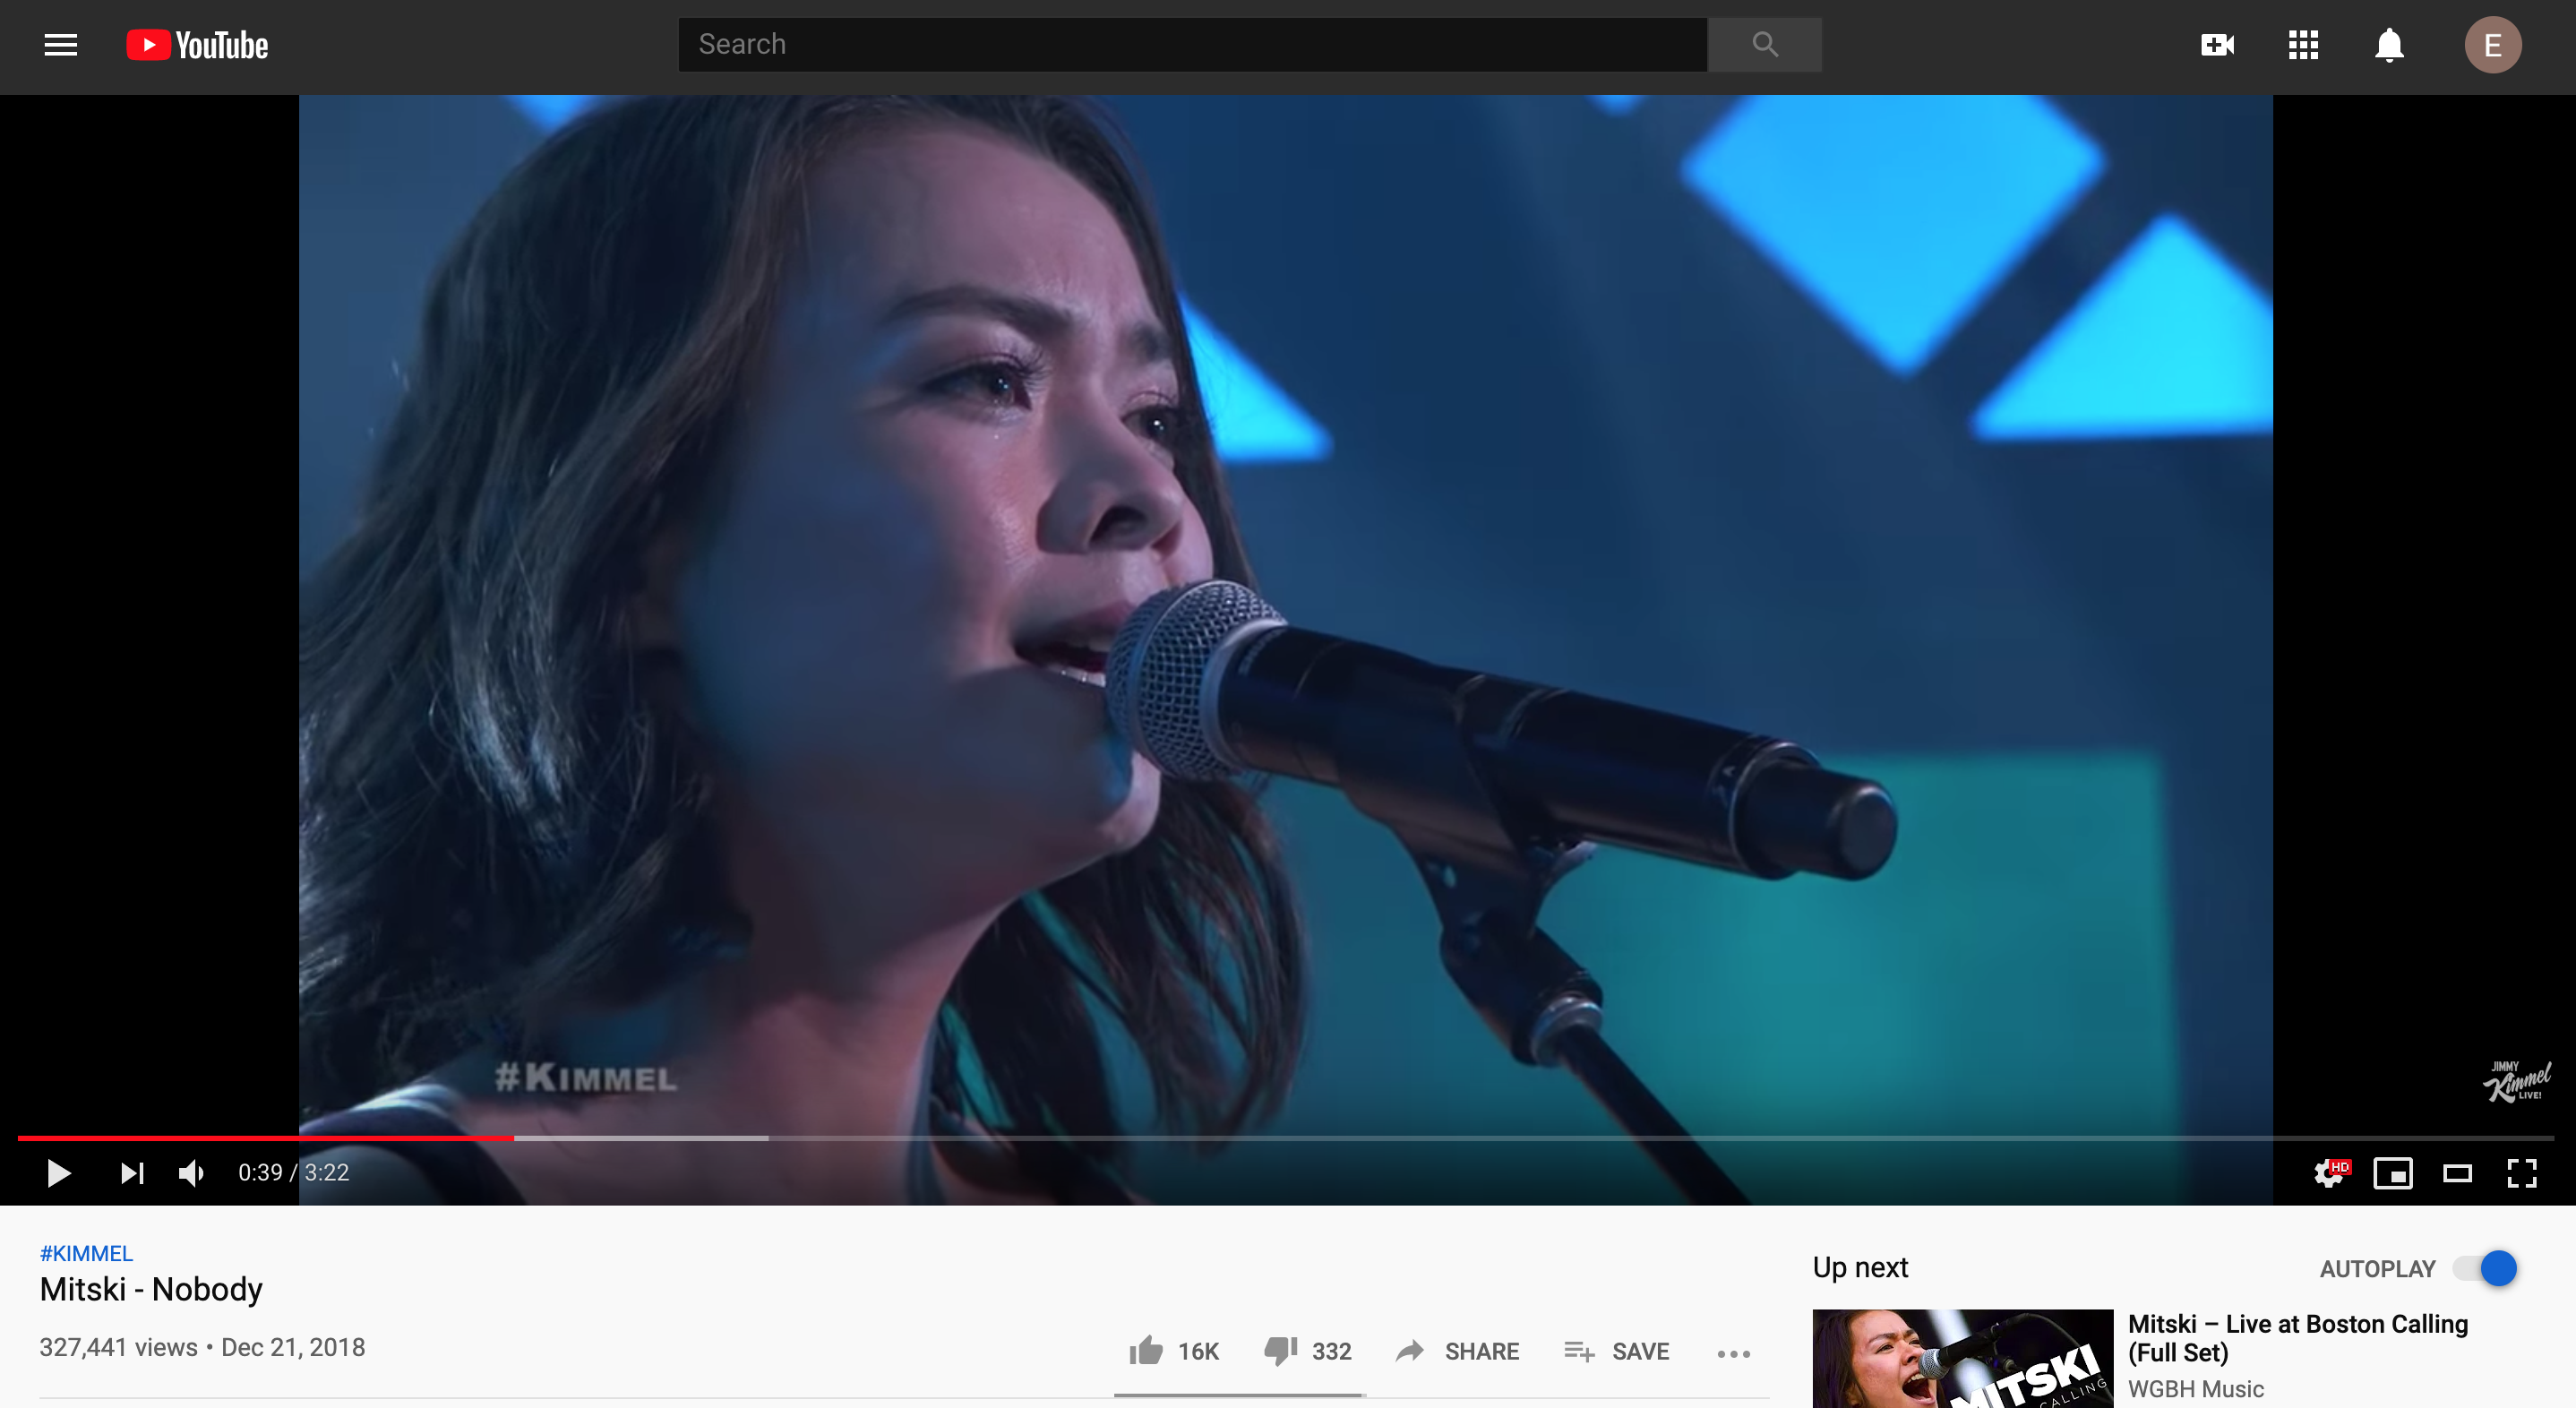 YouTube
Search
E
#KIMMEL
JIMMY
Kimmel
LIVE!
0:39 / 3:22
HD
#KIMMEL
Mitski - Nobody
327,441 views • Dec 21, 2018
16K
332
SHARE
SAVE
Up next
AUTOPLAY
MITSKI
CALLING
Mitski – Live at Boston Calling
(Full Set)
WGBH Music